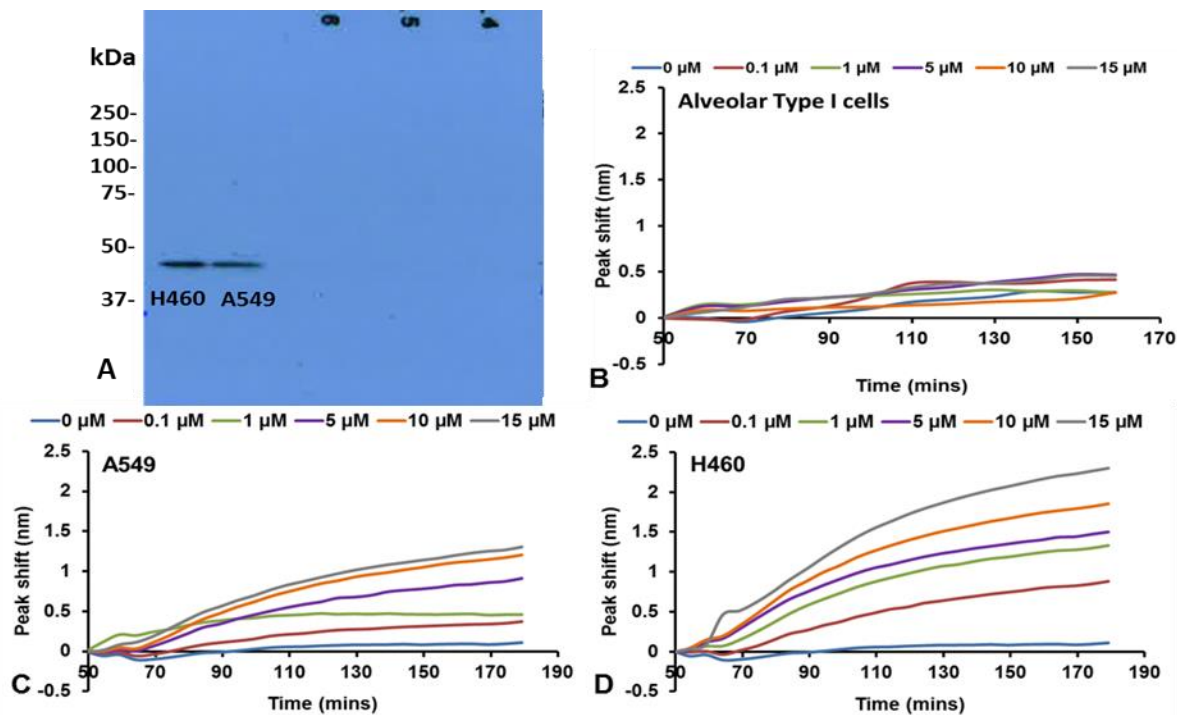 kDa
250-
150-
100-
75-
50-
37-
H460 A549
6 5 4
A
0 µM 0.1 µM 1 µM 5 µM 10 µM 15 µM
Alveolar Type I cells
Peak shift (nm)
2.5
2
1.5
1
0.5
0
-0.5
50 70 90 110 130 150 170
Time (mins)
B
0 µM 0.1 µM 1 µM 5 µM 10 µM 15 µM
A549
Peak shift (nm)
2.5
2
1.5
1
0.5
0
-0.5
50 70 90 110 130 150 170 190
Time (mins)
C
0 µM 0.1 µM 1 µM 5 µM 10 µM 15 µM
H460
Peak shift (nm)
2.5
2
1.5
1
0.5
0
-0.5
50 70 90 110 130 150 170 190
Time (mins)
D